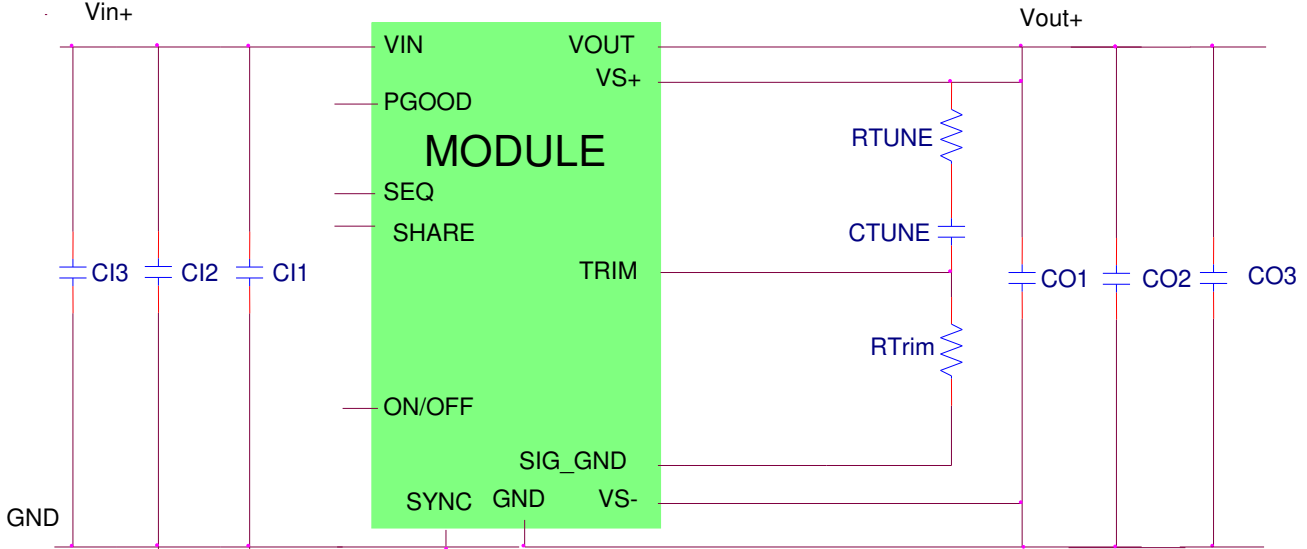 Vin+
Vout+
VIN
VOUT
VS+
PGOOD
MODULE
RTUNE
SEQ
SHARE
CTUNE
TRIM
CI3
CI2
CI1
CO1
CO2
CO3
RTrim
ON/OFF
SIG_GND
SYNC
GND
VS-
GND